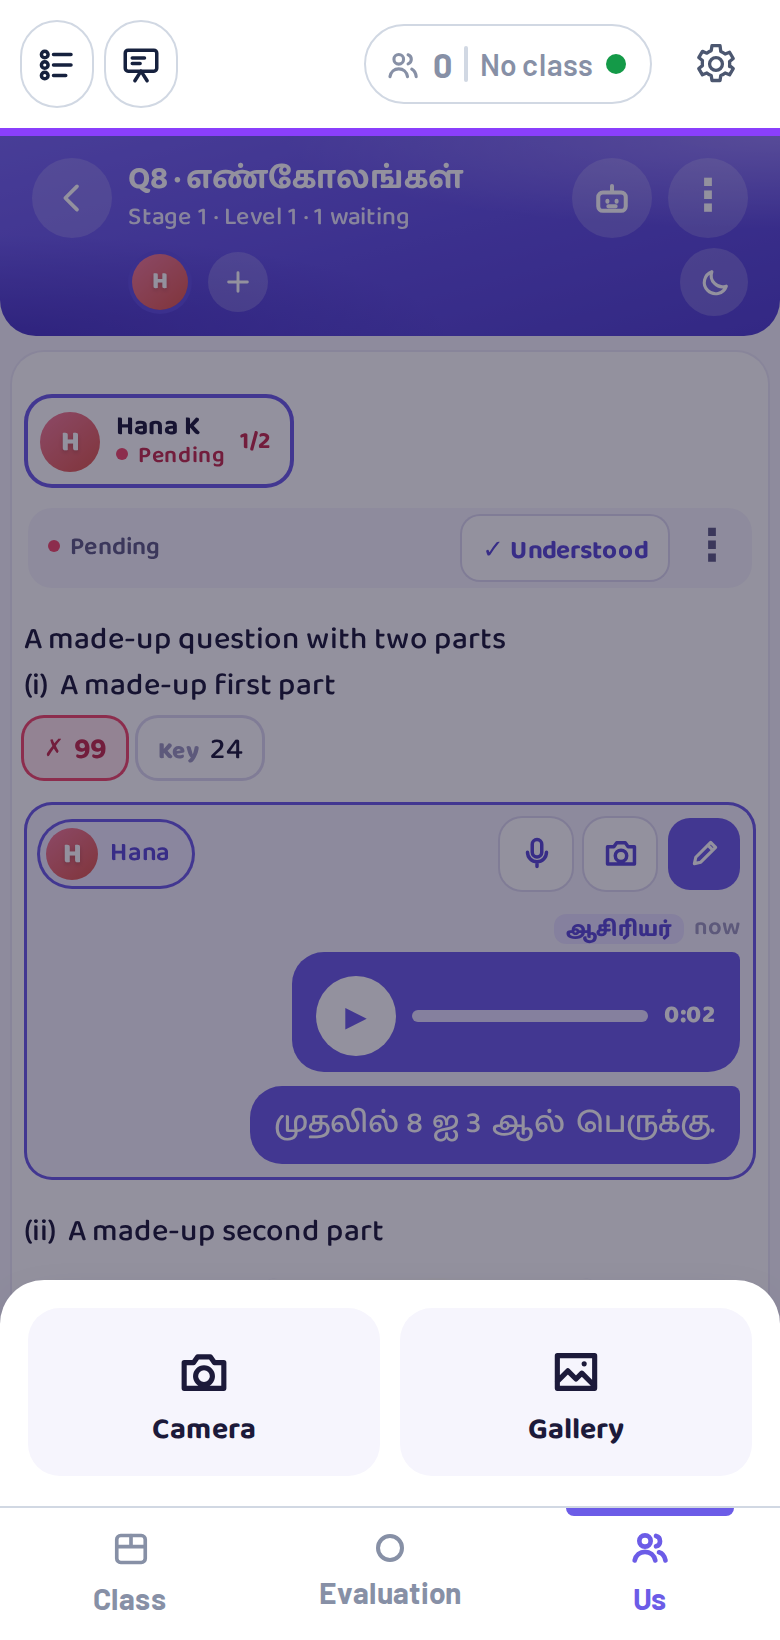 0 | No class
Q8 · எண்கோலங்கள்
Stage 1 · Level 1 · 1 waiting
H
H
Hana K
Pending
1/2
Pending
✓ Understood
A made-up question with two parts
(i) A made-up first part
✗ 99
Key 24
H
Hana
ஆசிரியர் now
0:02
முதலில் 8 ஐ 3 ஆல் பெருக்கு.
(ii) A made-up second part
Camera
Gallery
Class
Evaluation
Us